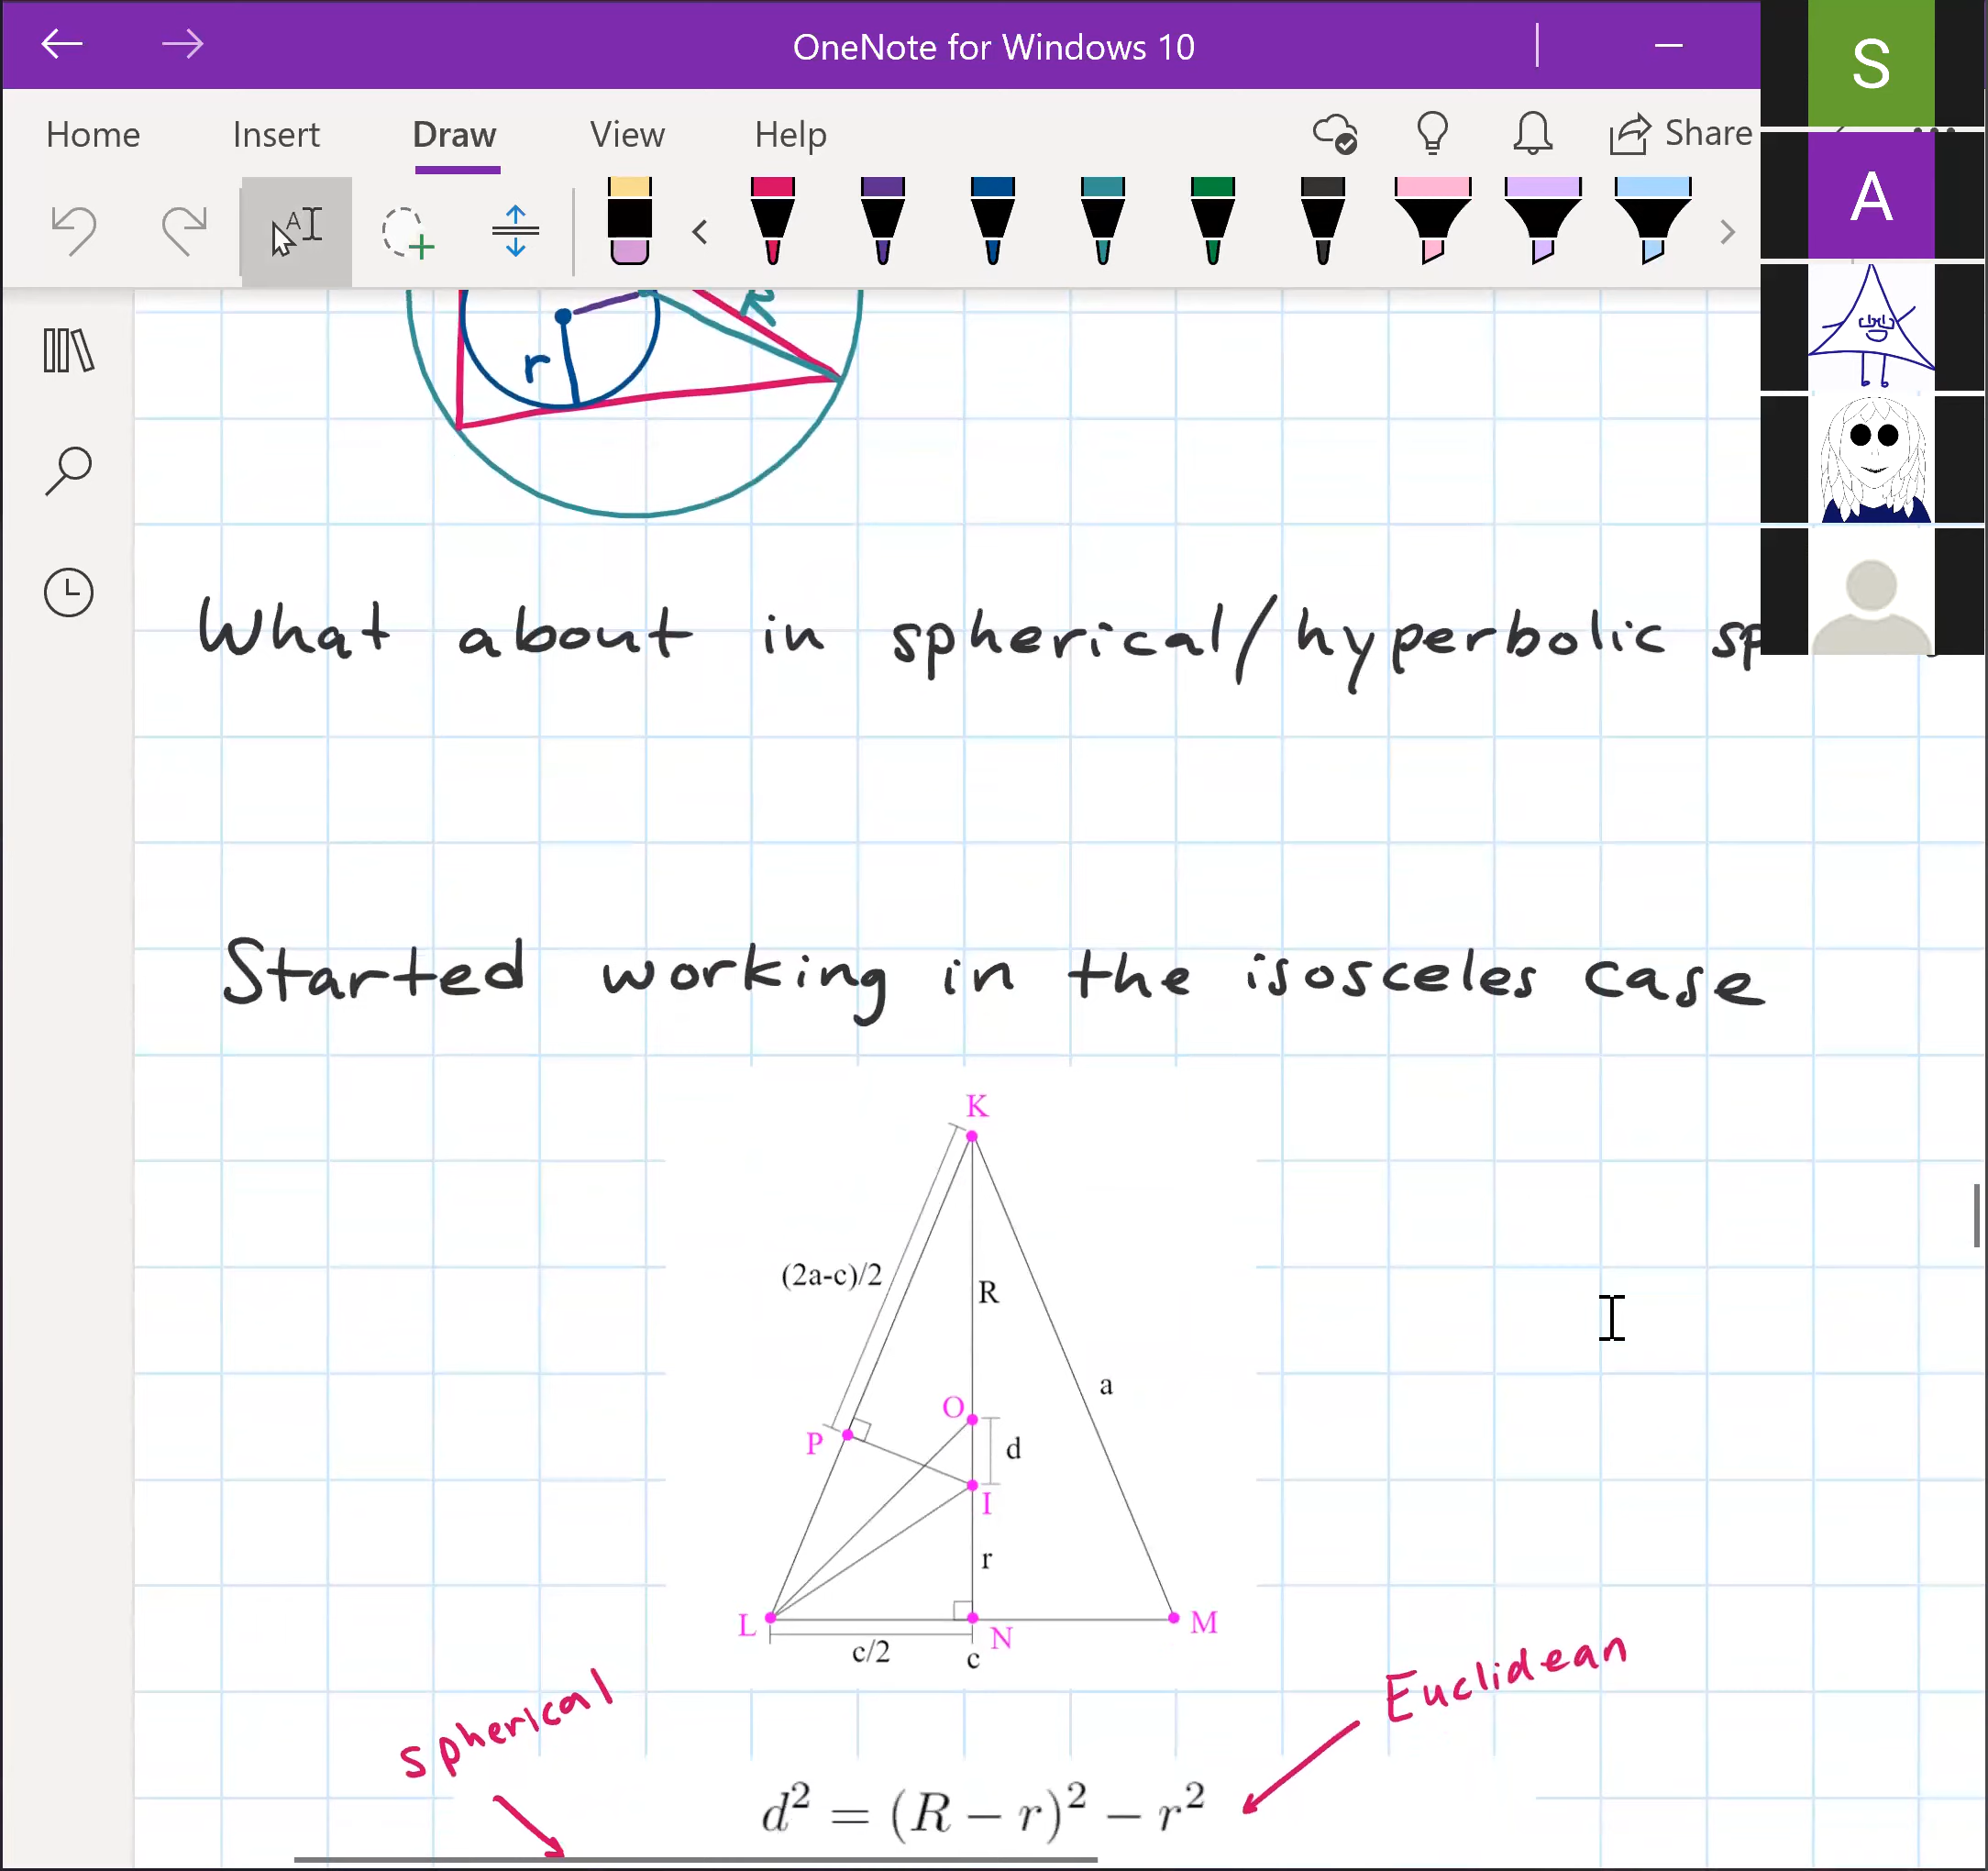 OneNote for Windows 10
S
Home Insert Draw View Help Share
A
r R
What about in spherical/hyperbolic
Started working in the isosceles case
K
(2a-c)/2
R
a
O
P
d
I
r
L
N
M
c/2
c
spherical
Euclidean
d² = (R − r)² − r²